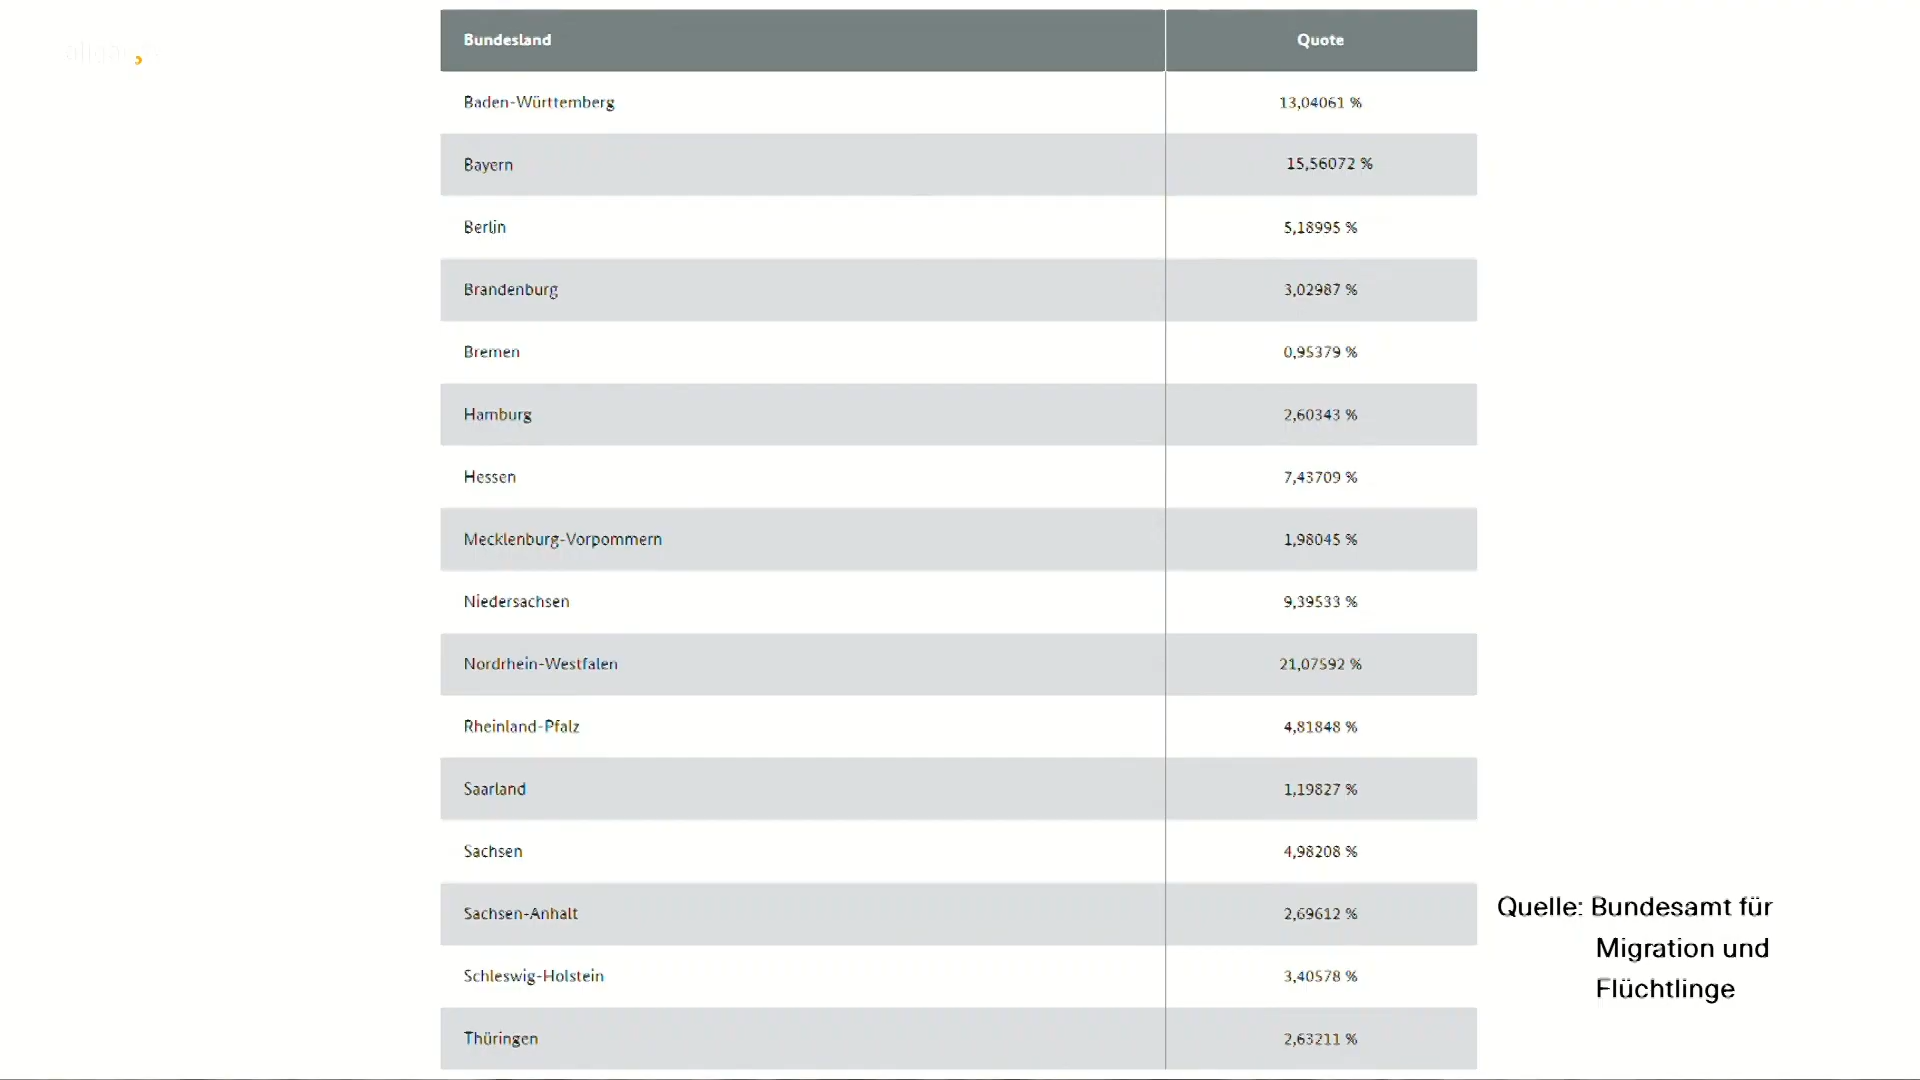 Bundesland Quote
Baden-Württemberg 13,04061 %
Bayern 15,56072 %
Berlin 5,18995 %
Brandenburg 3,02987 %
Bremen 0,95379 %
Hamburg 2,60343 %
Hessen 7,43709 %
Mecklenburg-Vorpommern 1,98045 %
Niedersachsen 9,39533 %
Nordrhein-Westfalen 21,07592 %
Rheinland-Pfalz 4,81848 %
Saarland 1,19827 %
Sachsen 4,98208 %
Sachsen-Anhalt 2,69612 %
Schleswig-Holstein 3,40578 %
Thüringen 2,63211 %
Quelle: Bundesamt für
Migration und
Flüchtlinge